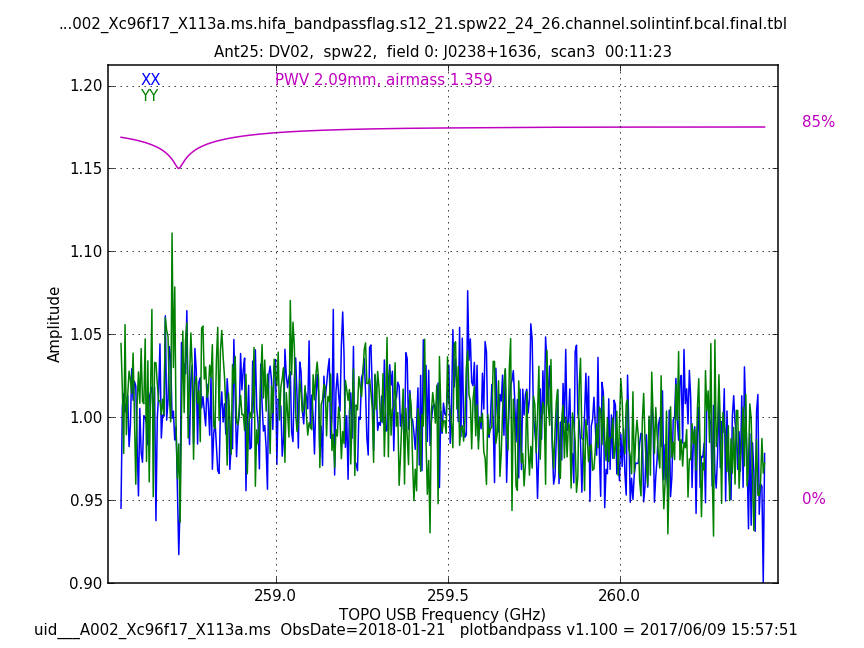 ...002_Xc96f17_X113a.ms.hifa_bandpassflag.s12_21.spw22_24_26.channel.solintinf.bcal.final.tbl
Ant25: DV02,  spw22,  field 0: J0238+1636,  scan3  00:11:23
XX
YY
PWV 2.09mm, airmass 1.359
85%
0%
1.20
1.15
1.10
1.05
1.00
0.95
0.90
Amplitude
259.0 259.5 260.0
TOPO USB Frequency (GHz)
uid___A002_Xc96f17_X113a.ms  ObsDate=2018-01-21   plotbandpass v1.100 = 2017/06/09 15:57:51